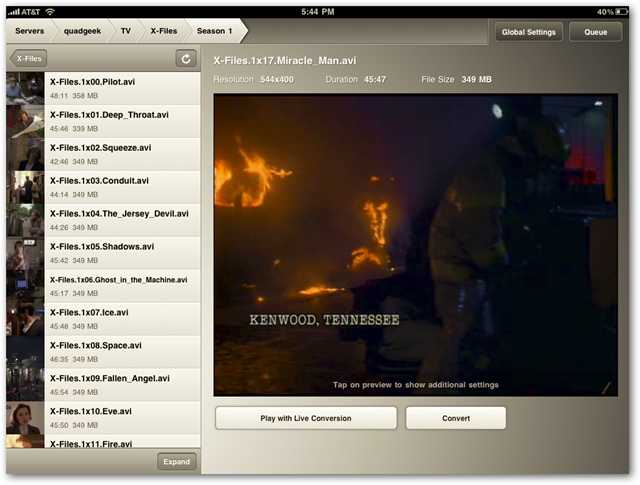 AT&T
5:44 PM
40%
Servers
quadgeek
TV
X-Files
Season 1
Global Settings
Queue
X-Files
X-Files.1x00.Pilot.avi
48:11 358 MB
X-Files.1x01.Deep_Throat.avi
45:46 339 MB
X-Files.1x02.Squeeze.avi
42:46 349 MB
X-Files.1x03.Conduit.avi
44:14 349 MB
X-Files.1x04.The_Jersey_Devil.avi
44:26 349 MB
X-Files.1x05.Shadows.avi
45:42 349 MB
X-Files.1x06.Ghost_in_the_Machine.avi
45:17 349 MB
X-Files.1x07.Ice.avi
45:48 349 MB
X-Files.1x08.Space.avi
46:35 349 MB
X-Files.1x09.Fallen_Angel.avi
45:54 349 MB
X-Files.1x10.Eve.avi
45:50 349 MB
X-Files.1x11.Fire.avi
Expand
X-Files.1x17.Miracle_Man.avi
Resolution 544x400 Duration 45:47 File Size 349 MB
KENWOOD, TENNESSEE
Tap on preview to show additional settings
Play with Live Conversion
Convert